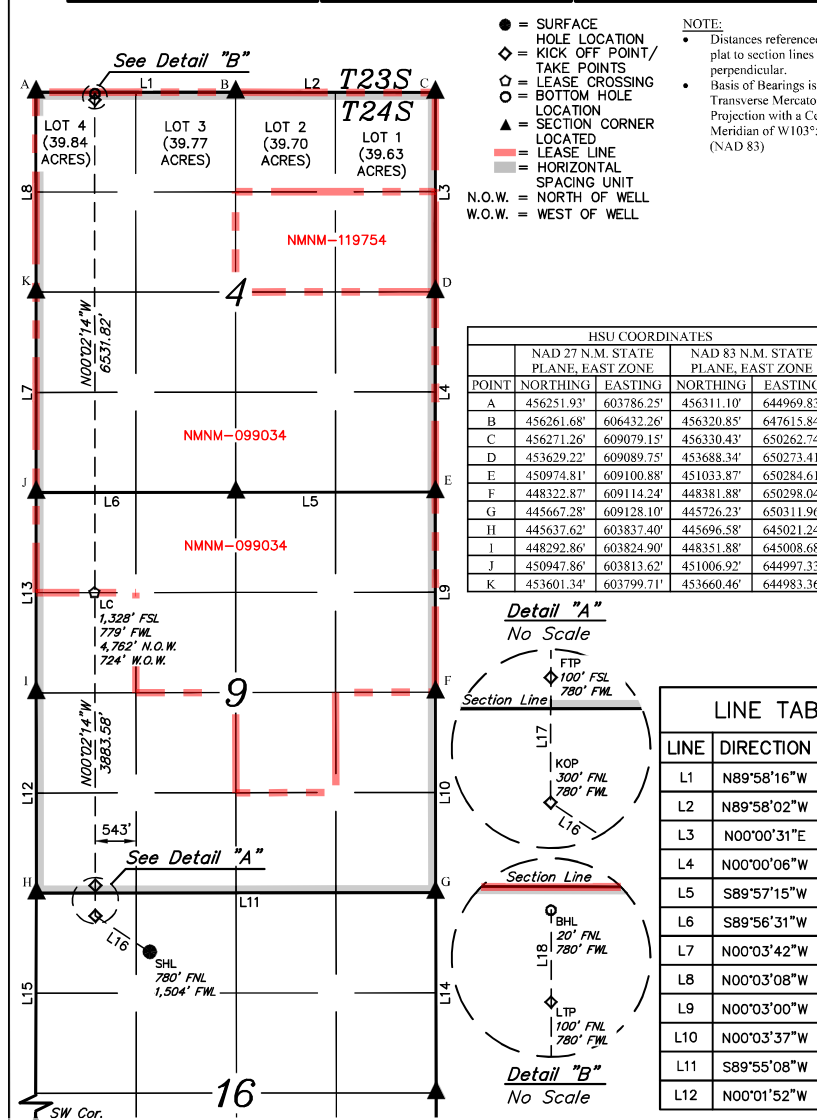 ● = SURFACE
HOLE LOCATION
◇ = KICK OFF POINT/
TAKE POINTS
= LEASE CROSSING
= BOTTOM HOLE
LOCATION
▲ = SECTION CORNER
LOCATED
= LEASE LINE
= HORIZONTAL
SPACING UNIT
N.O.W. = NORTH OF WELL
W.O.W. = WEST OF WELL
NOTE:
• Distances referenced
plat to section lines
perpendicular.
• Basis of Bearings is
Transverse Mercato
Projection with a Ce
Meridian of W103°
(NAD 83)
See Detail "B"
A L1 B L2 T23S C
T24S
LOT 4
(39.84
ACRES)
LOT 3
(39.77
ACRES)
LOT 2
(39.70
ACRES)
LOT 1
(39.63
ACRES)
L8
L3
NMNM-119754
K
4
D
N00°02'14"W
6531.82'
L7
L4
NMNM-099034
J
E
L6
L5
NMNM-099034
L13
L9
LC
1,328' FSL
779' FWL
4,762' N.O.W.
724' W.O.W.
I
9
F
N00°02'14"W
3883.58'
L12
L10
543'
See Detail "A"
H
G
L11
L16
SHL
780' FNL
1,504' FWL
L15
L14
16
SW Cor.
HSU COORDINATES
NAD 27 N.M. STATE
PLANE, EAST ZONE
NAD 83 N.M. STATE
PLANE, EAST ZONE
POINT NORTHING EASTING NORTHING EASTING
A 456251.93' 603786.25' 456311.10' 644969.83
B 456261.68' 606432.26' 456320.85' 647615.84
C 456271.26' 609079.15' 456330.43' 650262.74
D 453629.22' 609089.75' 453688.34' 650273.41
E 450974.81' 609100.88' 451033.87' 650284.61
F 448322.87' 609114.24' 448381.88' 650298.04
G 445667.28' 609128.10' 445726.23' 650311.96
H 445637.62' 603837.40' 445696.58' 645021.24
I 448292.86' 603824.90' 448351.88' 645008.68
J 450947.86' 603813.62' 451006.92' 644997.33
K 453601.34' 603799.71' 453660.46' 644983.36
Detail "A"
No Scale
FTP
100' FSL
780' FWL
Section Line
L17
KOP
300' FNL
780' FWL
L16
Section Line
BHL
20' FNL
780' FWL
L18
LTP
100' FNL
780' FWL
Detail "B"
No Scale
LINE TAB
LINE DIRECTION
L1 N89°58'16"W
L2 N89°58'02"W
L3 N00°00'31"E
L4 N00°00'06"W
L5 S89°57'15"W
L6 S89°56'31"W
L7 N00°03'42"W
L8 N00°03'08"W
L9 N00°03'00"W
L10 N00°03'37"W
L11 S89°55'08"W
L12 N00°01'52"W